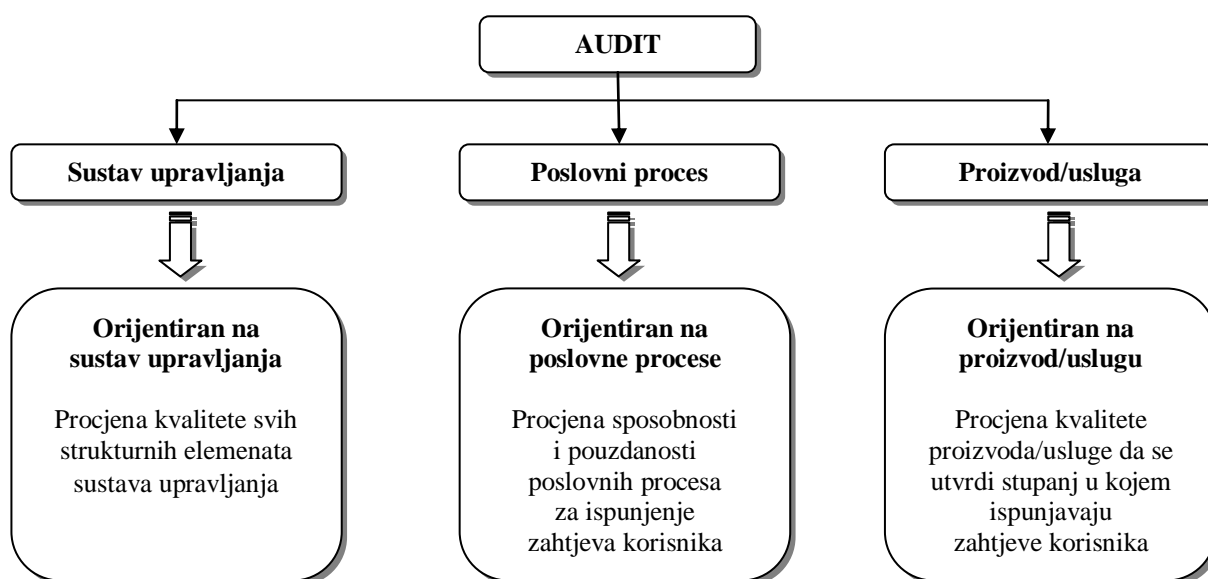 AUDIT
Sustav upravljanja
Poslovni proces
Proizvod/usluga
Orijentiran na
sustav upravljanja
Procjena kvalitete svih
strukturnih elemenata
sustava upravljanja
Orijentiran na
poslovne procese
Procjena sposobnosti
i pouzdanosti
poslovnih procesa
za ispunjenje
zahtjeva korisnika
Orijentiran na
proizvod/uslugu
Procjena kvalitete
proizvoda/usluge da se
utvrdi stupanj u kojem
ispunjavaju
zahtjeve korisnika